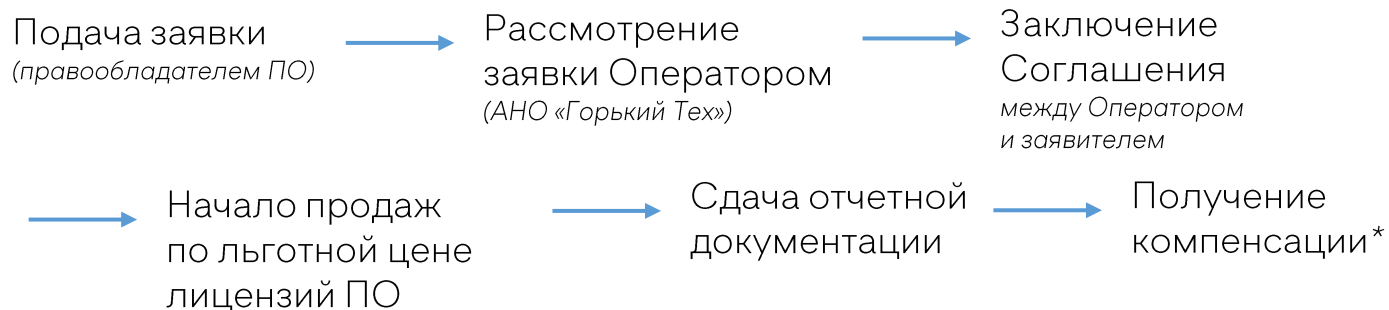 Подача заявки
(правообладателем ПО)
Рассмотрение
заявки Оператором
(АНО «Горький Тех»)
Заключение
Соглашения
между Оператором
и заявителем
Начало продаж
по льготной цене
лицензий ПО
Сдача отчетной
документации
Получение
компенсации*